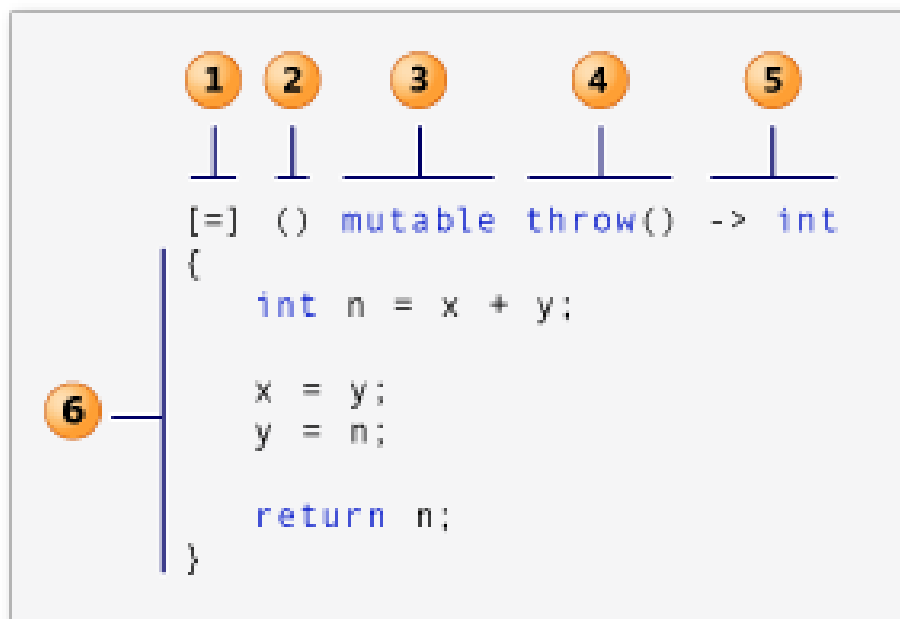 1 2 3 4 5
[=] () mutable throw() -> int
{
int n = x + y;
x = y;
6
y = n;
return n;
}